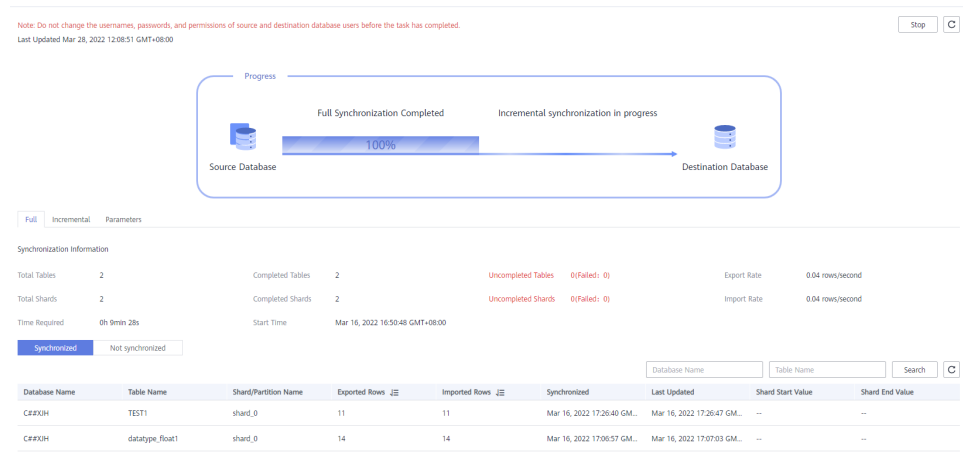 Note: Do not change the usernames, passwords, and permissions of source and destination database users before the task has completed.
Stop
Last Updated Mar 28, 2022 12:08:51 GMT+08:00
Progress
Full Synchronization Completed
Incremental synchronization in progress
100%
Source Database
Destination Database
Full Incremental Parameters
Synchronization Information
Total Tables 2 Completed Tables 2 Uncompleted Tables 0(Failed: 0) Export Rate 0.04 rows/second
Total Shards 2 Completed Shards 2 Uncompleted Shards 0(Failed: 0) Import Rate 0.04 rows/second
Time Required 0h 9min 28s Start Time Mar 16, 2022 16:50:48 GMT+08:00
Synchronized Not synchronized
Database Name Table Name Search
Database Name Table Name Shard/Partition Name Exported Rows Imported Rows Synchronized Last Updated Shard Start Value Shard End Value
C##XJH TEST1 shard_0 11 11 Mar 16, 2022 17:26:40 GM... Mar 16, 2022 17:26:47 GM... -- --
C##XJH datatype_float1 shard_0 14 14 Mar 16, 2022 17:06:57 GM... Mar 16, 2022 17:07:03 GM... -- --